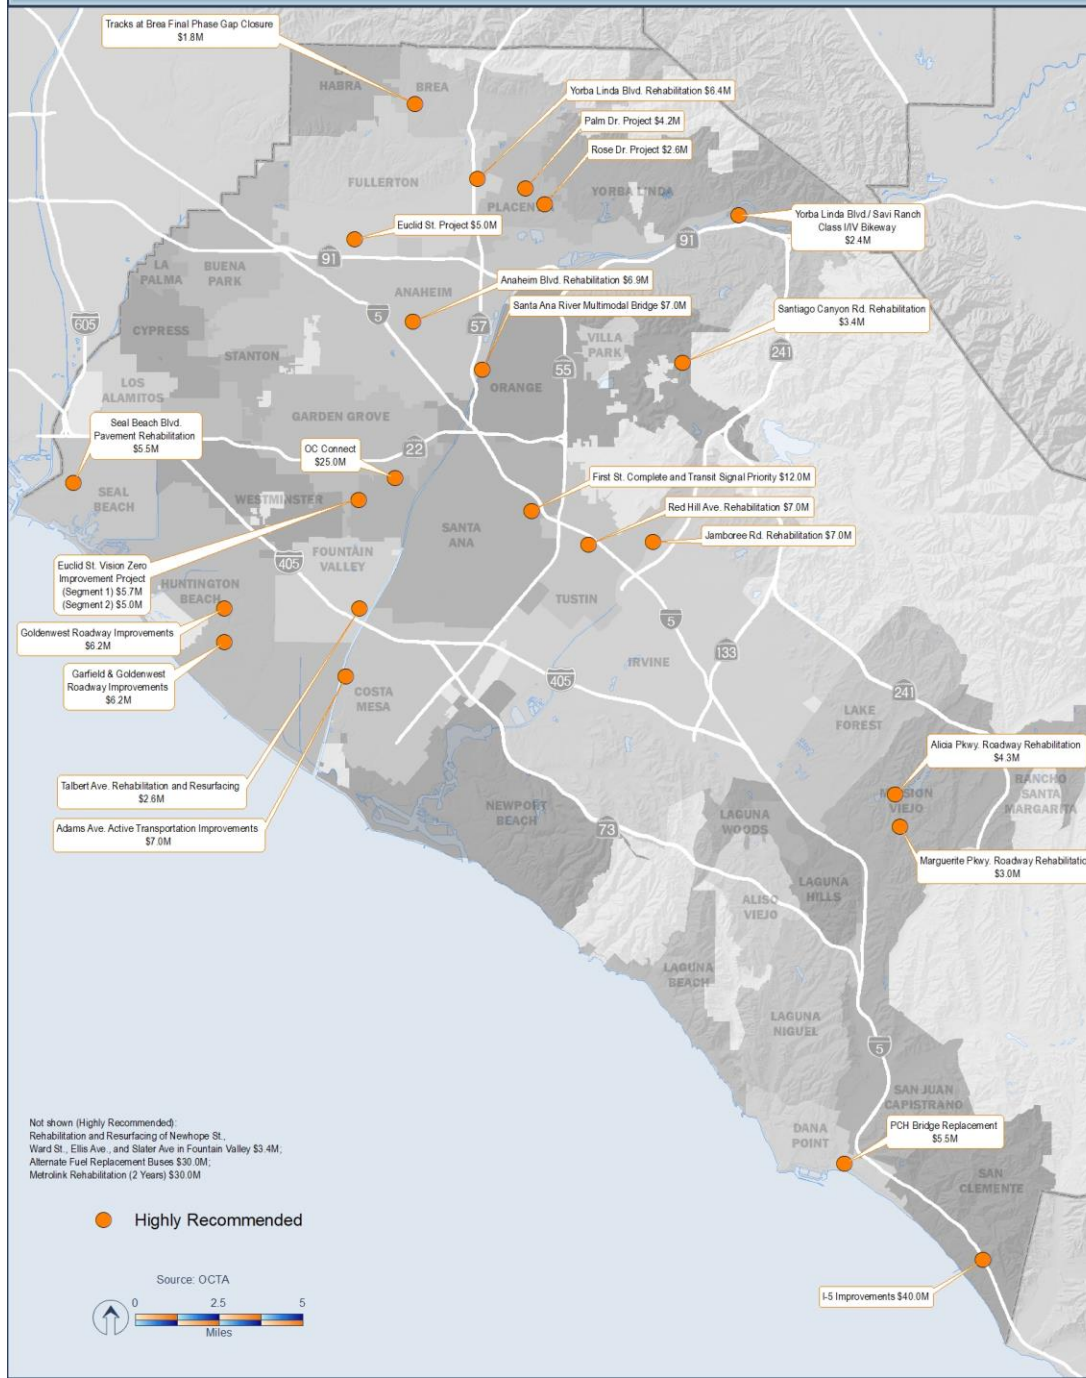 Tracks at Brea Final Phase Gap Closure
$1.8M
LA
HABRA
BREA
Yorba Linda Blvd. Rehabilitation $6.4M
Palm Dr. Project $4.2M
Rose Dr. Project $2.6M
FULLERTON
YORBA LINDA
PLACENTIA
Yorba Linda Blvd./ Savi Ranch
Class I/IV Bikeway
$2.4M
Euclid St. Project $5.0M
91
91
LA
PALMA
BUENA
PARK
ANAHEIM
Anaheim Blvd. Rehabilitation $6.9M
Santa Ana River Multimodal Bridge $7.0M
Santiago Canyon Rd. Rehabilitation
$3.4M
605
5
57
CYPRESS
VILLA
PARK
241
STANTON
55
ORANGE
LOS
ALAMITOS
GARDEN GROVE
Seal Beach Blvd.
Pavement Rehabilitation
$5.5M
22
OC Connect
$25.0M
SEAL
BEACH
WESTMINSTER
First St. Complete and Transit Signal Priority $12.0M
Red Hill Ave. Rehabilitation $7.0M
Jamboree Rd. Rehabilitation $7.0M
SANTA
ANA
FOUNTAIN
VALLEY
405
Euclid St. Vision Zero
Improvement Project
(Segment 1) $5.7M
(Segment 2) $5.0M
HUNTINGTON
BEACH
TUSTIN
5
Goldenwest Roadway Improvements
$6.2M
133
IRVINE
Garfield & Goldenwest
Roadway Improvements
$6.2M
405
COSTA
MESA
241
LAKE
FOREST
Alicia Pkwy. Roadway Rehabilitation
$4.3M
RANCHO
SANTA
MARGARITA
MISSION
VIEJO
Talbert Ave. Rehabilitation and Resurfacing
$2.6M
NEWPORT
BEACH
LAGUNA
WOODS
73
Adams Ave. Active Transportation Improvements
$7.0M
Marguerite Pkwy. Roadway Rehabilitatio
$3.0M
LAGUNA
HILLS
ALISO
VIEJO
LAGUNA
BEACH
LAGUNA
NIGUEL
5
SAN JUAN
CAPISTRANO
DANA
POINT
PCH Bridge Replacement
$5.5M
SAN
CLEMENTE
I-5 Improvements $40.0M
Not shown (Highly Recommended):
Rehabilitation and Resurfacing of Newhope St.,
Ward St., Ellis Ave., and Slater Ave in Fountain Valley $3.4M;
Alternate Fuel Replacement Buses $30.0M;
Metrolink Rehabilitation (2 Years) $30.0M
Highly Recommended
Source: OCTA
0 2.5 5
Miles